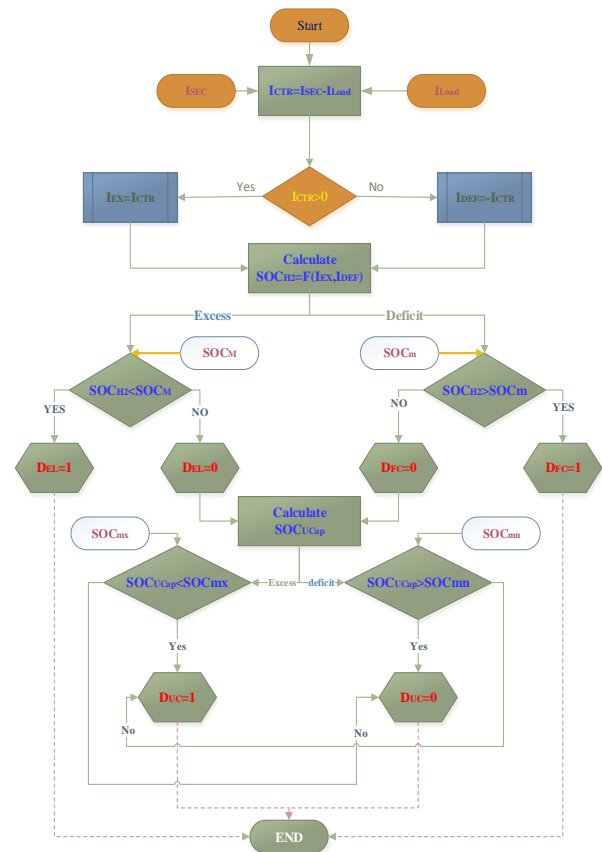 Start
ISEC
ICTR=ISEC-ILoad
ILoad
Yes
No
IEX=ICTR
ICTR>0
IDEF=-ICTR
Calculate
SOCH2=F(IEX,IDEF)
Excess
Deficit
SOCM
SOCm
SOCH2<SOCM
SOCH2>SOCm
YES
NO
NO
YES
DEL=1
DEL=0
DFC=0
DFC=1
Calculate
SOCUCap
SOCmx
SOCmn
SOCUCap<SOCmx
Excess
deficit
SOCUCap>SOCmn
Yes
Yes
DUC=1
DUC=0
No
No
END